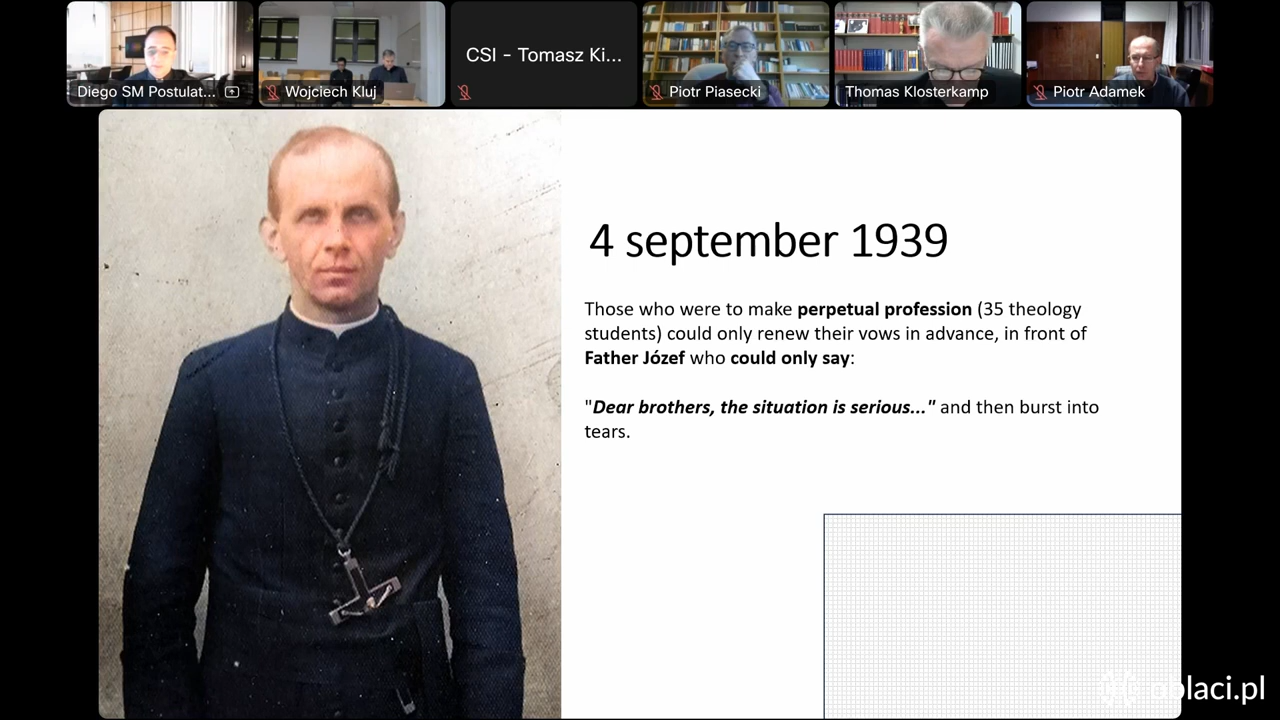 Diego SM Postulat...
Wojciech Kluj
CSI - Tomasz Ki...
Piotr Piasecki
Thomas Klosterkamp
Piotr Adamek
4 september 1939
Those who were to make perpetual profession (35 theology
students) could only renew their vows in advance, in front of
Father Józef who could only say:
"Dear brothers, the situation is serious..." and then burst into
tears.
oblaci.pl